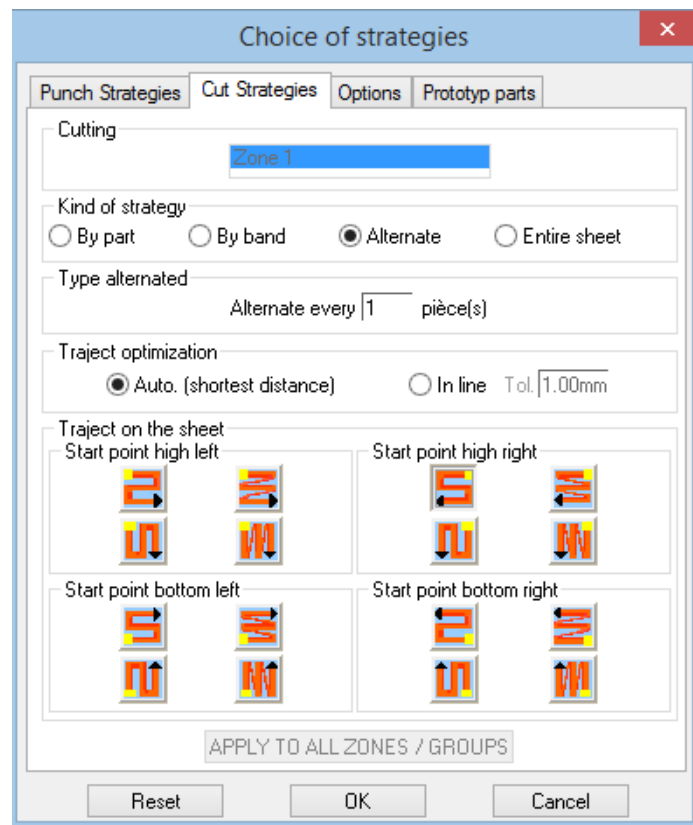 Choice of strategies
Punch Strategies Cut Strategies Options Prototyp parts
Cutting
Zone 1
Kind of strategy
By part By band Alternate Entire sheet
Type alternated
Alternate every 1 pièce(s)
Traject optimization
Auto. (shortest distance) In line Tol. 1.00mm
Traject on the sheet
Start point high left Start point high right
Start point bottom left Start point bottom right
APPLY TO ALL ZONES / GROUPS
Reset OK Cancel